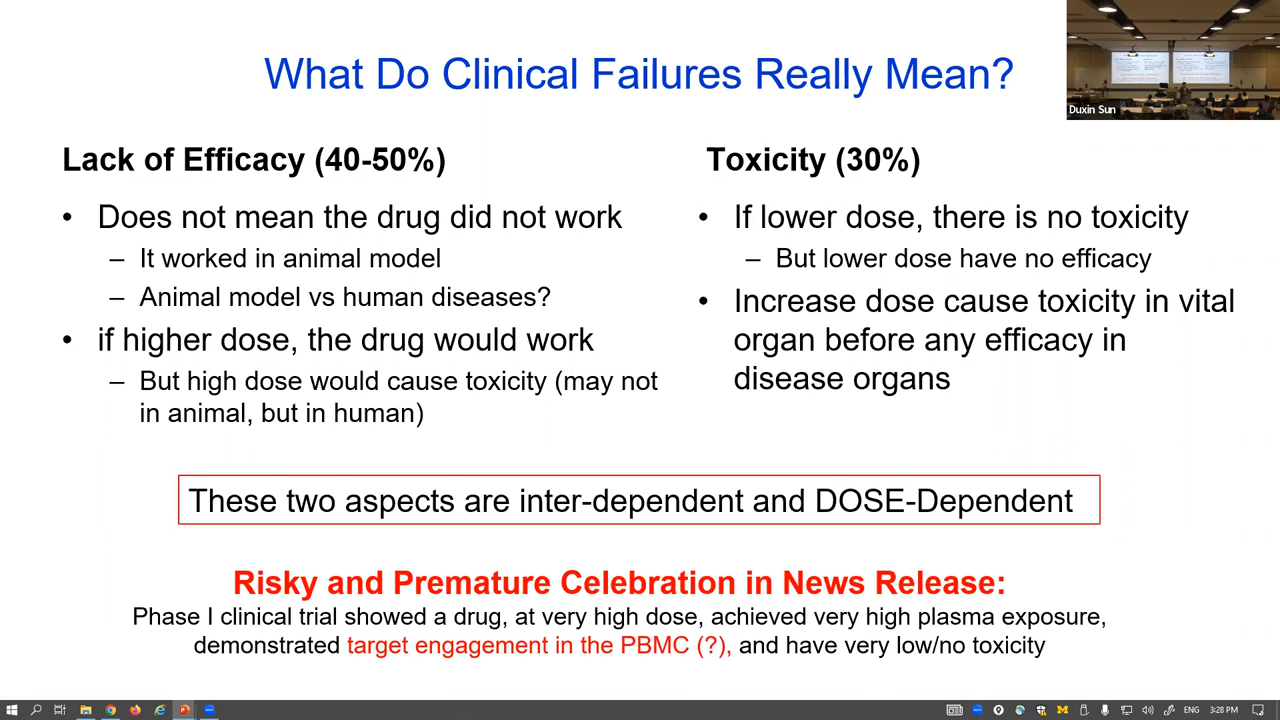 What Do Clinical Failures Really Mean?
Duxin Sun
Lack of Efficacy (40-50%)
• Does not mean the drug did not work
– It worked in animal model
– Animal model vs human diseases?
• if higher dose, the drug would work
– But high dose would cause toxicity (may not
in animal, but in human)
Toxicity (30%)
• If lower dose, there is no toxicity
– But lower dose have no efficacy
• Increase dose cause toxicity in vital
organ before any efficacy in
disease organs
These two aspects are inter-dependent and DOSE-Dependent
Risky and Premature Celebration in News Release:
Phase I clinical trial showed a drug, at very high dose, achieved very high plasma exposure,
demonstrated target engagement in the PBMC (?), and have very low/no toxicity
ENG
3:28 PM